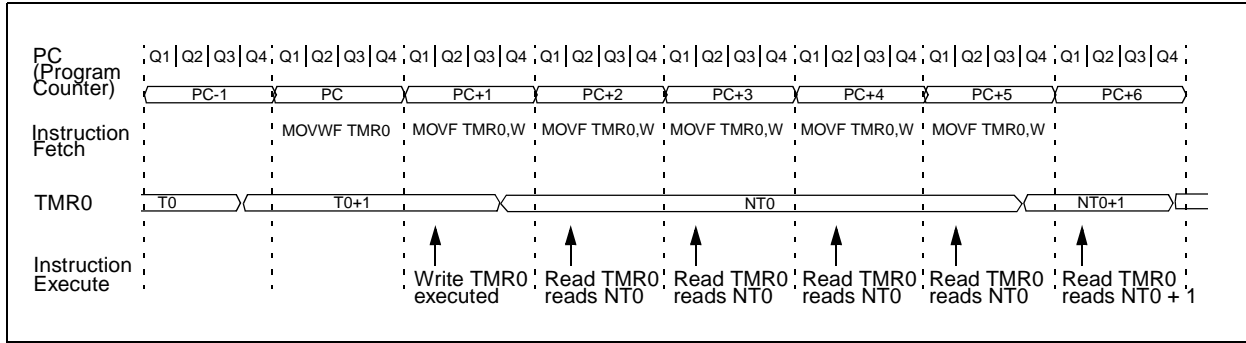 PC
(Program
Counter)
Q1 Q2 Q3 Q4 Q1 Q2 Q3 Q4 Q1 Q2 Q3 Q4 Q1 Q2 Q3 Q4 Q1 Q2 Q3 Q4 Q1 Q2 Q3 Q4 Q1 Q2 Q3 Q4 Q1 Q2 Q3 Q4
PC-1 PC PC+1 PC+2 PC+3 PC+4 PC+5 PC+6
Instruction
Fetch
MOVWF TMR0 MOVF TMR0,W MOVF TMR0,W MOVF TMR0,W MOVF TMR0,W MOVF TMR0,W
TMR0 T0 T0+1 NT0 NT0+1
Instruction
Execute
Write TMR0
executed
Read TMR0
reads NT0
Read TMR0
reads NT0
Read TMR0
reads NT0
Read TMR0
reads NT0
Read TMR0
reads NT0 + 1